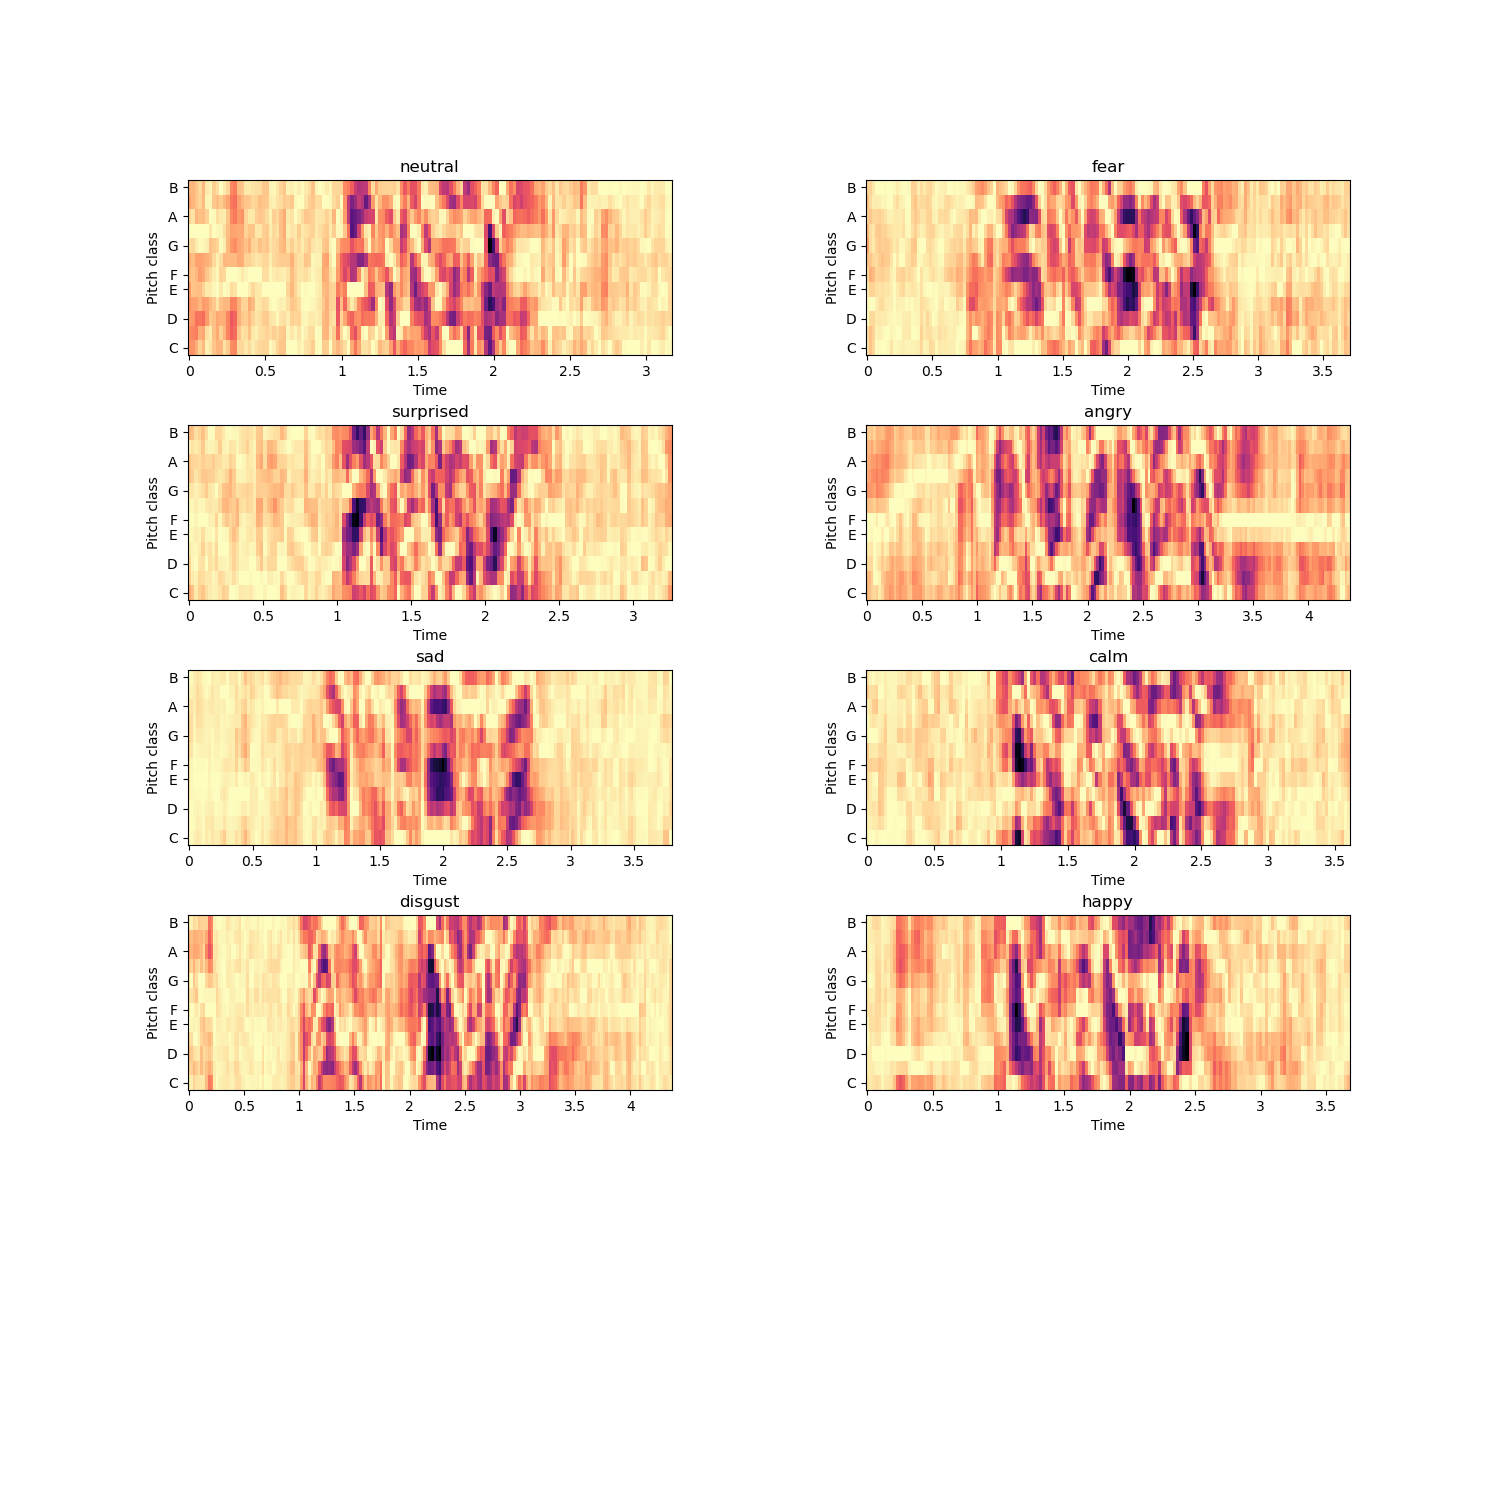 neutral
B
A
G
F
E
D
C
Pitch class
0 0.5 1 1.5 2 2.5 3
Time
fear
B
A
G
F
E
D
C
Pitch class
0 0.5 1 1.5 2 2.5 3 3.5
Time
surprised
B
A
G
F
E
D
C
Pitch class
0 0.5 1 1.5 2 2.5 3
Time
angry
B
A
G
F
E
D
C
Pitch class
0 0.5 1 1.5 2 2.5 3 3.5 4
Time
sad
B
A
G
F
E
D
C
Pitch class
0 0.5 1 1.5 2 2.5 3 3.5
Time
calm
B
A
G
F
E
D
C
Pitch class
0 0.5 1 1.5 2 2.5 3 3.5
Time
disgust
B
A
G
F
E
D
C
Pitch class
0 0.5 1 1.5 2 2.5 3 3.5 4
Time
happy
B
A
G
F
E
D
C
Pitch class
0 0.5 1 1.5 2 2.5 3 3.5
Time